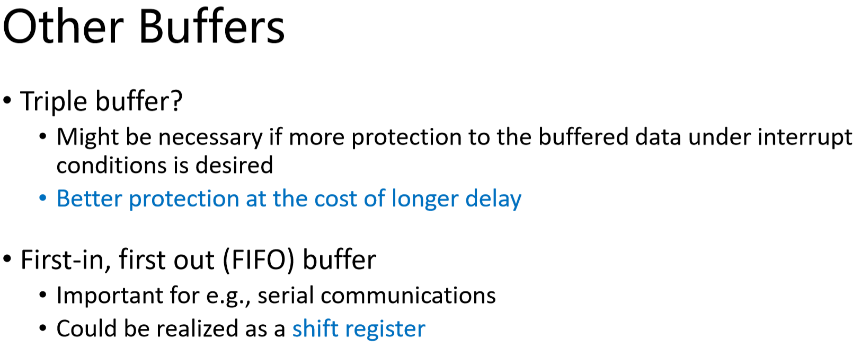 Other Buffers
• Triple buffer?
• Might be necessary if more protection to the buffered data under interrupt
conditions is desired
• Better protection at the cost of longer delay
• First-in, first out (FIFO) buffer
• Important for e.g., serial communications
• Could be realized as a shift register